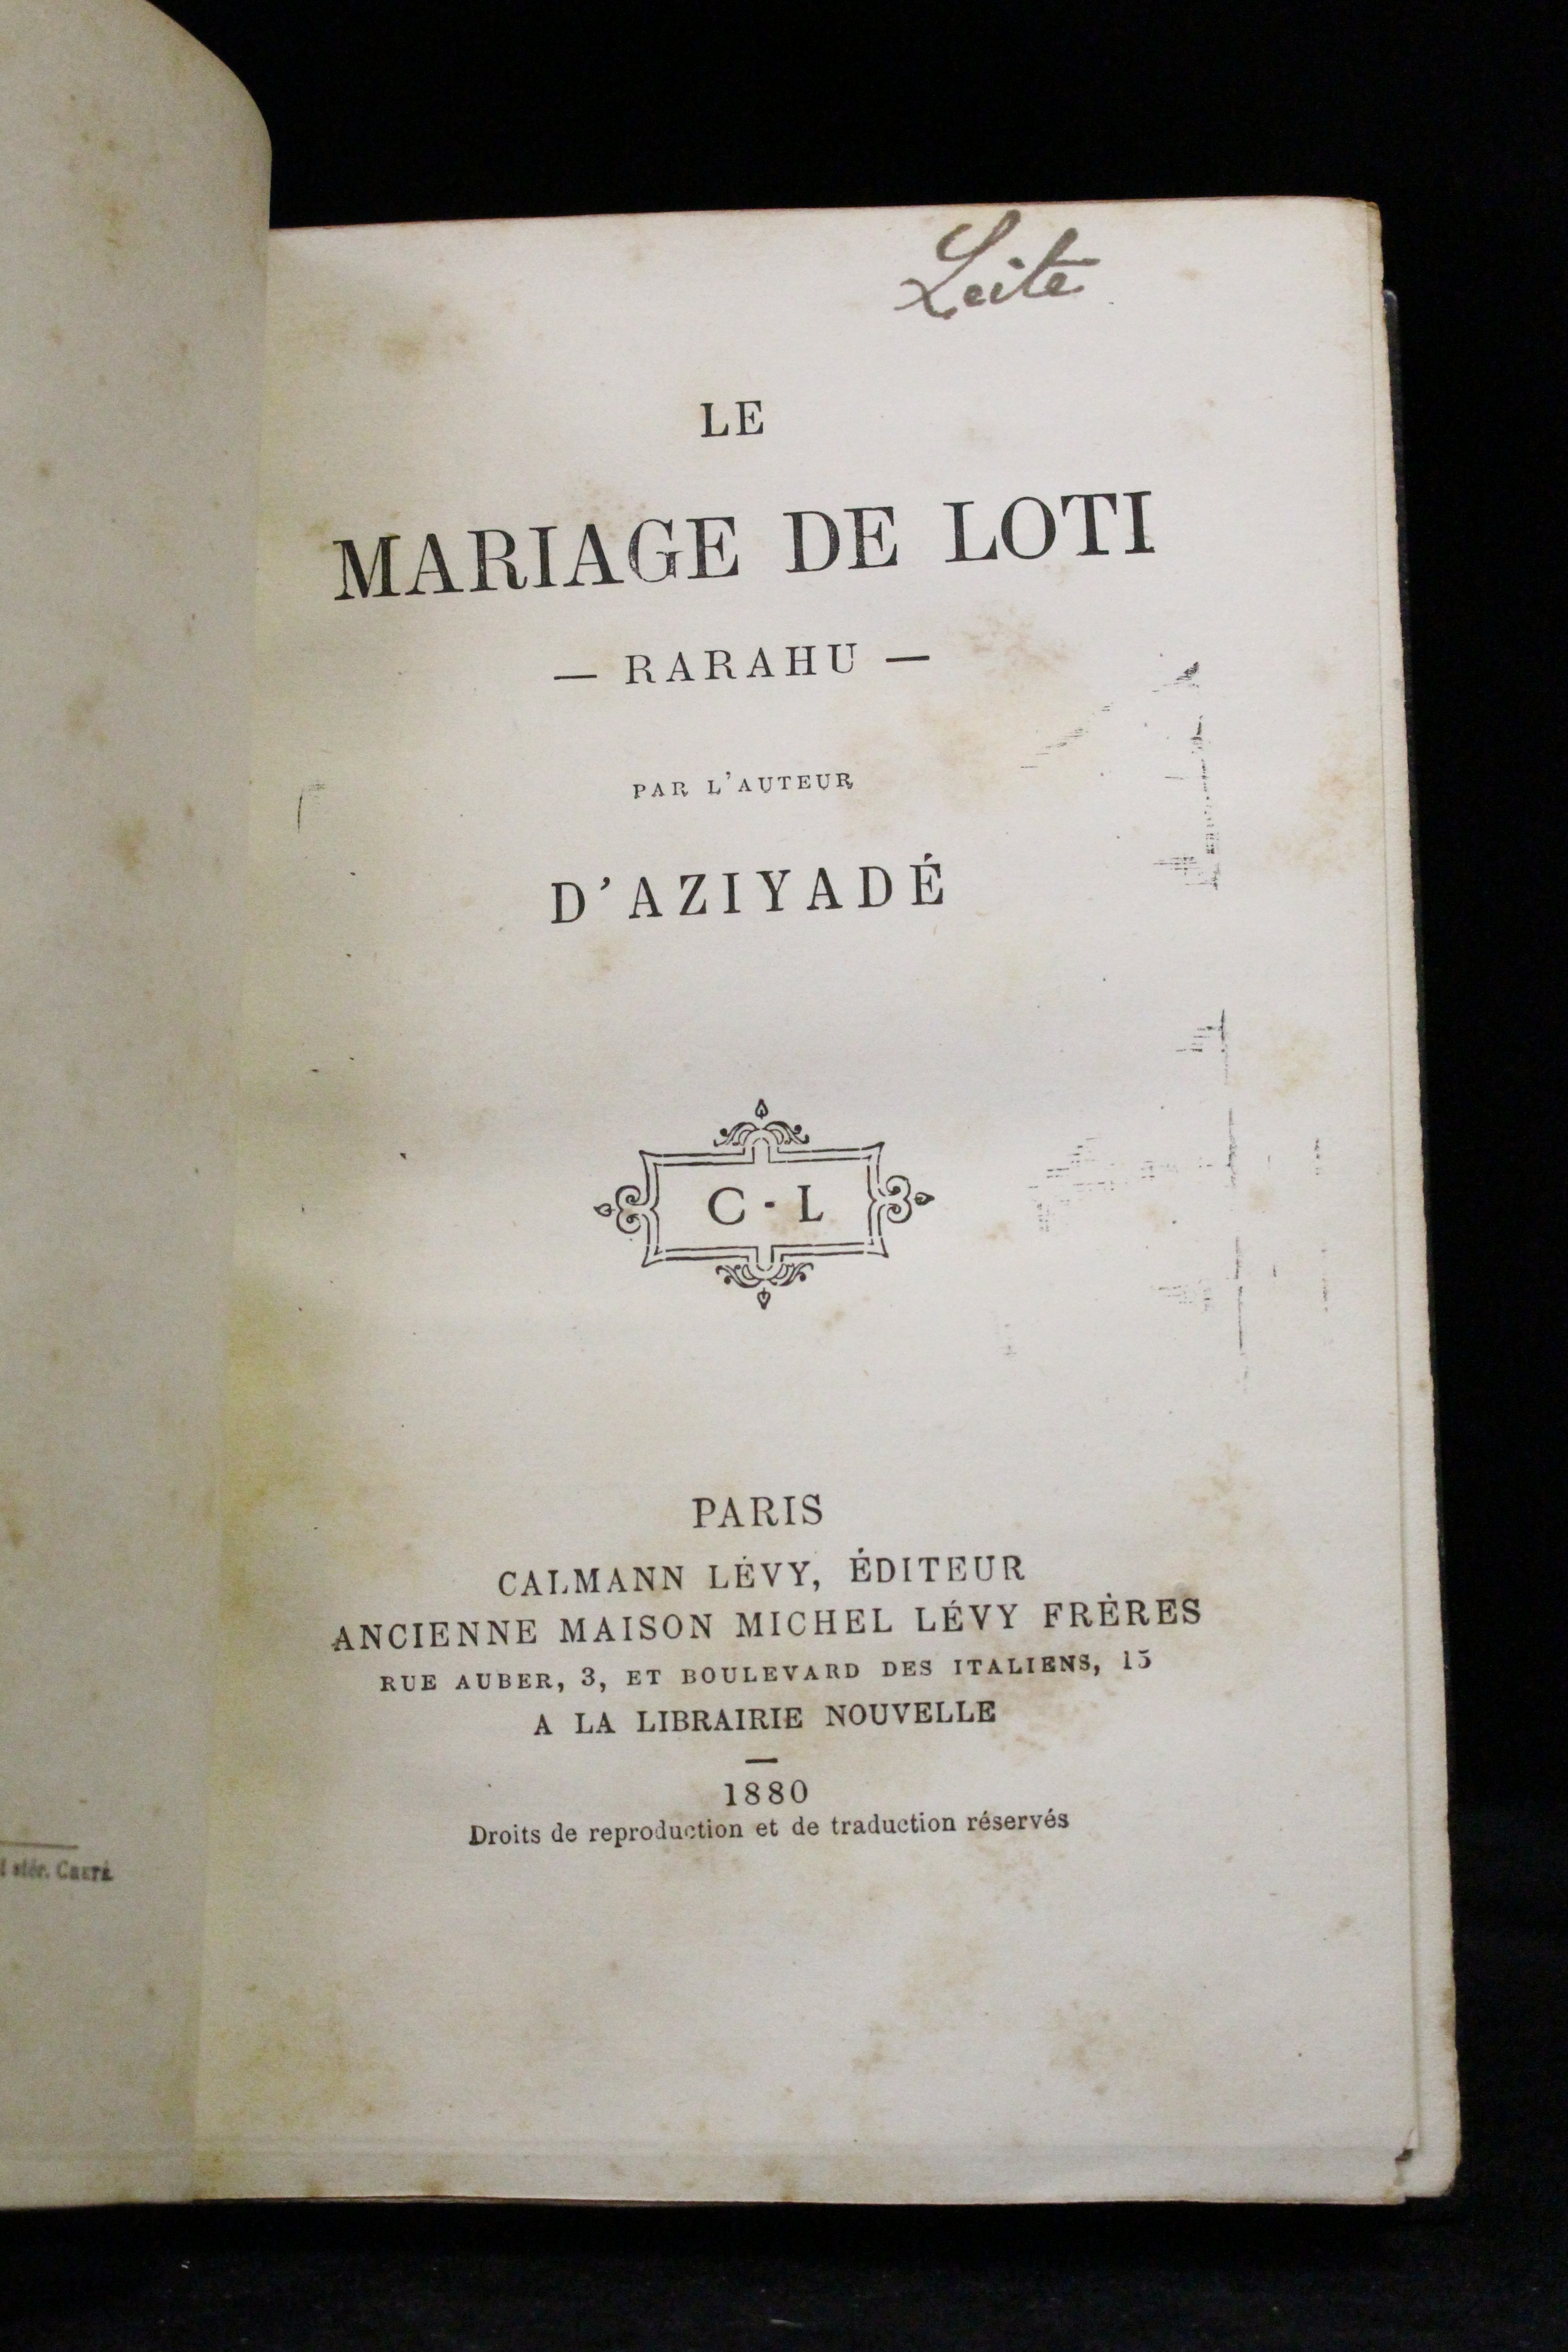 Leite
LE
MARIAGE DE LOTI
— RARAHU —
PAR L'AUTEUR
D'AZIYADÉ
C - L
PARIS
CALMANN LÉVY, ÉDITEUR
ANCIENNE MAISON MICHEL LÉVY FRÈRES
RUE AUBER, 3, ET BOULEVARD DES ITALIENS, 15
A LA LIBRAIRIE NOUVELLE
1880
Droits de reproduction et de traduction réservés